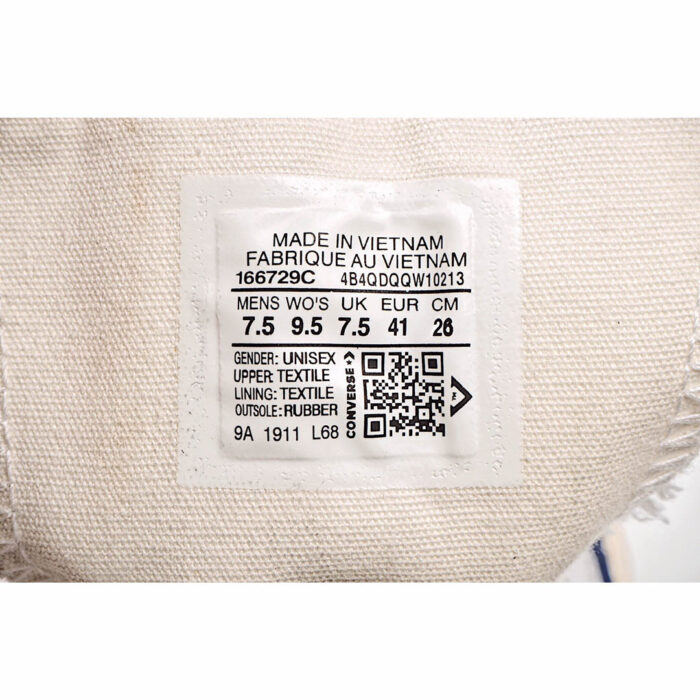 MADE IN VIETNAM
FABRIQUE AU VIETNAM
166729C 4B4QDQQW10213
MENS WO'S UK EUR CM
7.5 9.5 7.5 41 26
GENDER: UNISEX
UPPER: TEXTILE
LINING: TEXTILE
OUTSOLE: RUBBER
9A 1911 L68
CONVERSE
TM